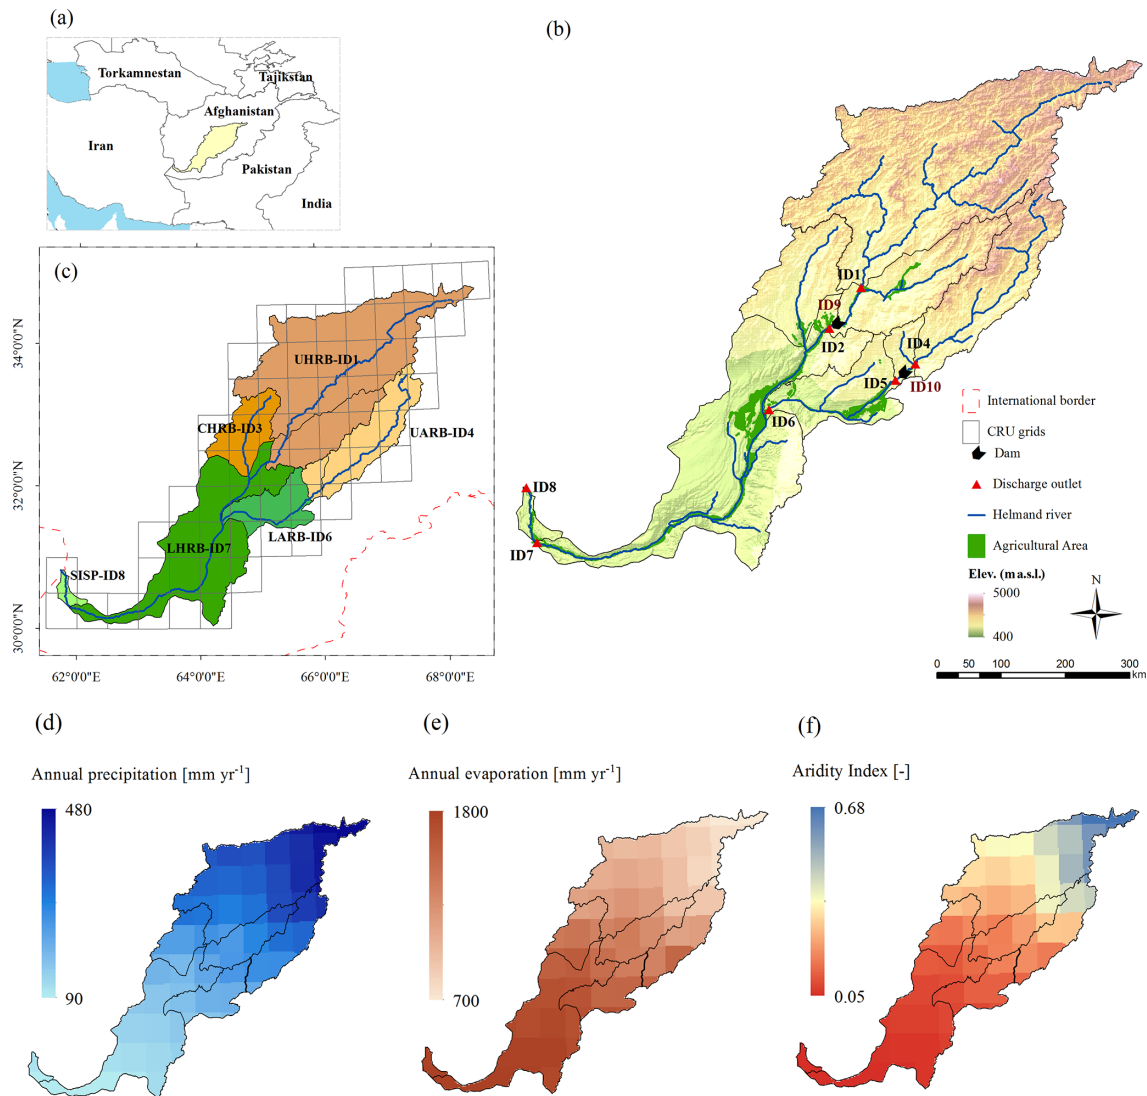 (a)
Torkamnestan
Tajikstan
Afghanistan
Iran
Pakistan
India
(b)
ID1
ID9
ID2
ID4
ID5
ID10
ID6
ID8
ID7
International border
CRU grids
Dam
Discharge outlet
Helmand river
Agricultural Area
Elev. (m a.s.l.)
5000
400
N
0 50 100 200 300
km
(c)
34°0'0"N
32°0'0"N
30°0'0"N
UHRB-ID1
CHRB-ID3
UARB-ID4
LARB-ID6
LHRB-ID7
SISP-ID8
62°0'0"E 64°0'0"E 66°0'0"E 68°0'0"E
(d)
Annual precipitation [mm yr-1]
480
90
(e)
Annual evaporation [mm yr-1]
1800
700
(f)
Aridity Index [-]
0.68
0.05